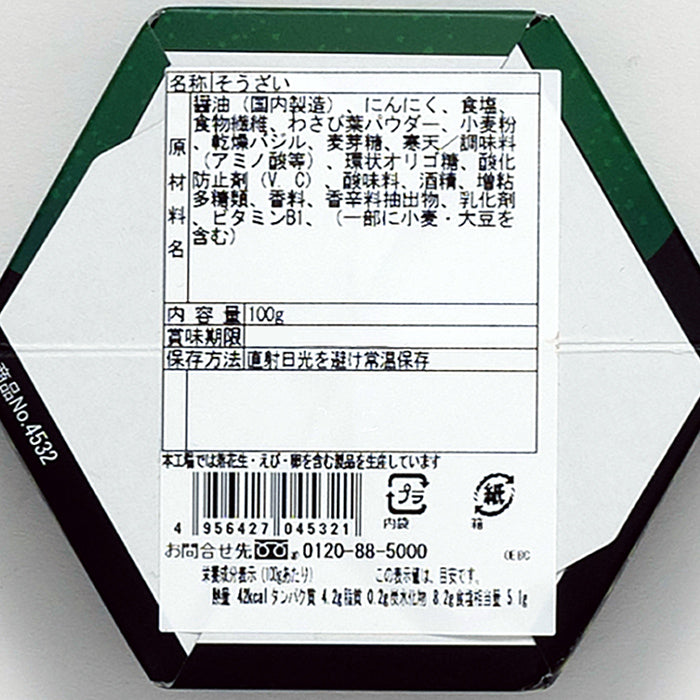 名称 そうざい
原材料名
醤油（国内製造）、にんにく、食塩、
食物繊維、わさび葉パウダー、小麦粉
、乾燥バジル、麦芽糖、寒天／調味料
（アミノ酸等）、環状オリゴ糖、酸化
防止剤（V.C）、酸味料、酒精、増粘
多糖類、香料、香辛料抽出物、乳化剤
、ビタミンB1、（一部に小麦・大豆を
含む）
内容量 100g
賞味期限
保存方法 直射日光を避け常温保存
商品No.4532
本工場では落花生・えび・卵を含む製品を生産しています
4 956427 045321
プラ
内袋
紙
箱
お問合せ先 0120-88-5000
OEBC
栄養成分表示（100gあたり） この表示値は、目安です。
熱量 42kcal タンパク質 4.2g 脂質 0.2g 炭水化物 8.2g 食塩相当量 5.1g